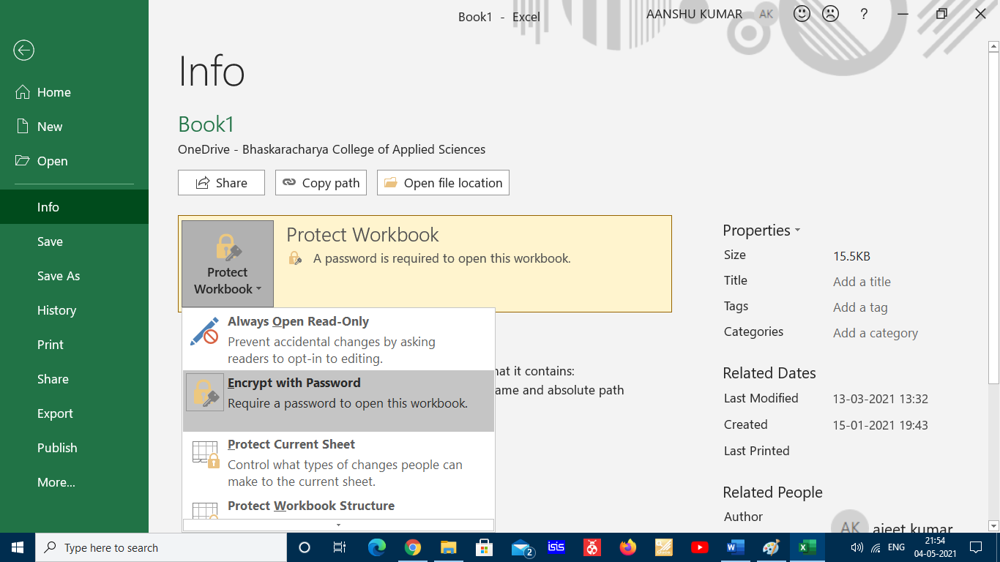 Book1 - Excel
AANSHU KUMAR AK ?
Info
Home
New
Open
Info
Save
Save As
History
Print
Share
Export
Publish
More...
Book1
OneDrive - Bhaskaracharya College of Applied Sciences
Share Copy path Open file location
Protect Workbook
Protect Workbook
A password is required to open this workbook.
Always Open Read-Only
Prevent accidental changes by asking
readers to opt-in to editing.
Encrypt with Password
Require a password to open this workbook.
Protect Current Sheet
Control what types of changes people can
make to the current sheet.
Protect Workbook Structure
it contains:
and absolute path
Properties
Size 15.5KB
Title Add a title
Tags Add a tag
Categories Add a category
Related Dates
Last Modified 13-03-2021 13:32
Created 15-01-2021 19:43
Last Printed
Related People
Author
AK ajeet kumar
Type here to search
2
isis
ENG
21:54
04-05-2021